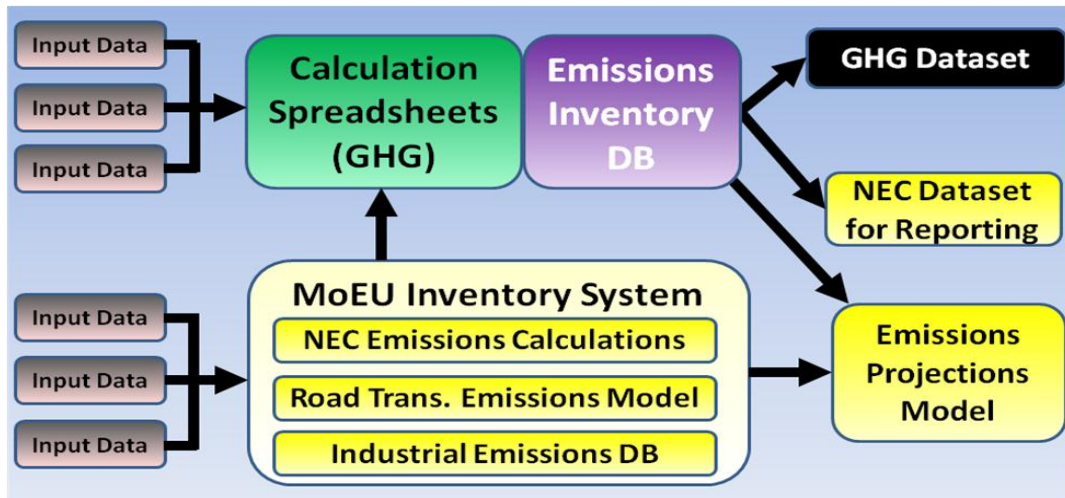 Input Data
Input Data
Input Data
Calculation
Spreadsheets
(GHG)
Emissions
Inventory
DB
GHG Dataset
NEC Dataset
for Reporting
Input Data
Input Data
Input Data
MoEU Inventory System
NEC Emissions Calculations
Road Trans. Emissions Model
Industrial Emissions DB
Emissions
Projections
Model